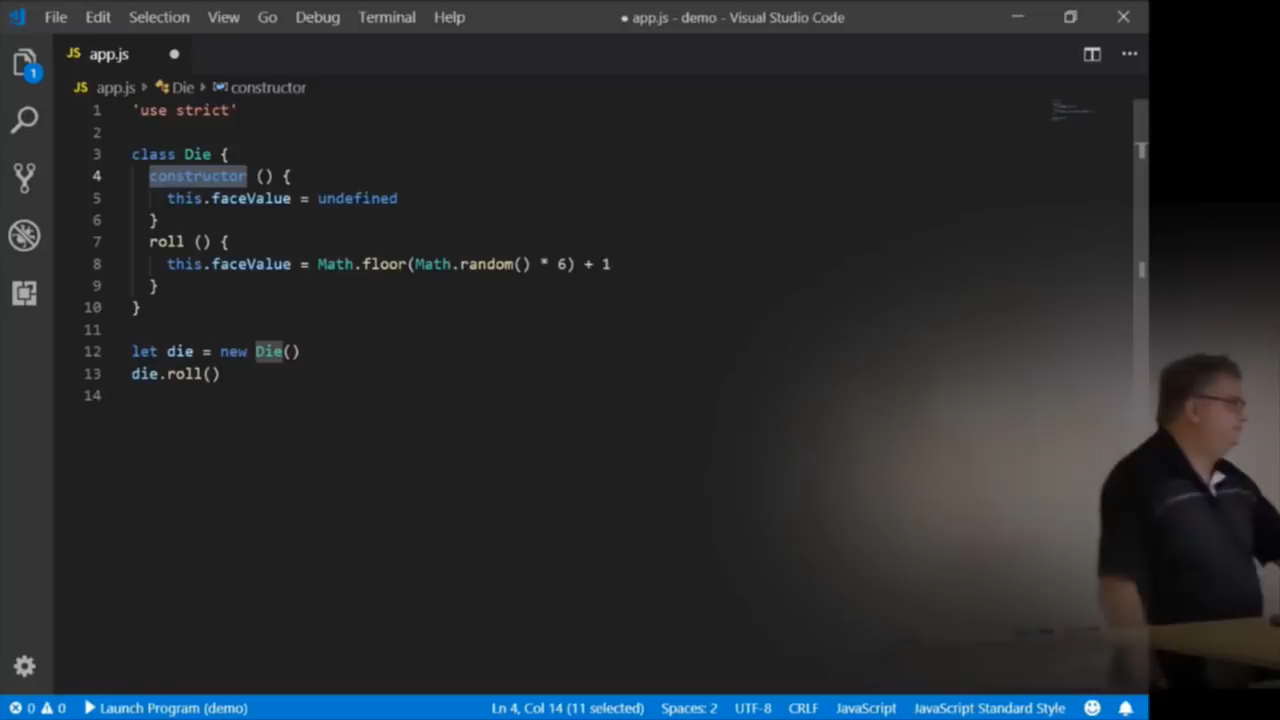 File Edit Selection View Go Debug Terminal Help ● app.js - demo - Visual Studio Code
JS app.js ●
1
JS app.js Die constructor
1 'use strict'
2
3 class Die {
4 constructor () {
5 this.faceValue = undefined
6 }
7 roll () {
8 this.faceValue = Math.floor(Math.random() * 6) + 1
9 }
10 }
11
12 let die = new Die()
13 die.roll()
14
0 0 Launch Program (demo) Ln 4, Col 14 (11 selected) Spaces: 2 UTF-8 CRLF JavaScript JavaScript Standard Style